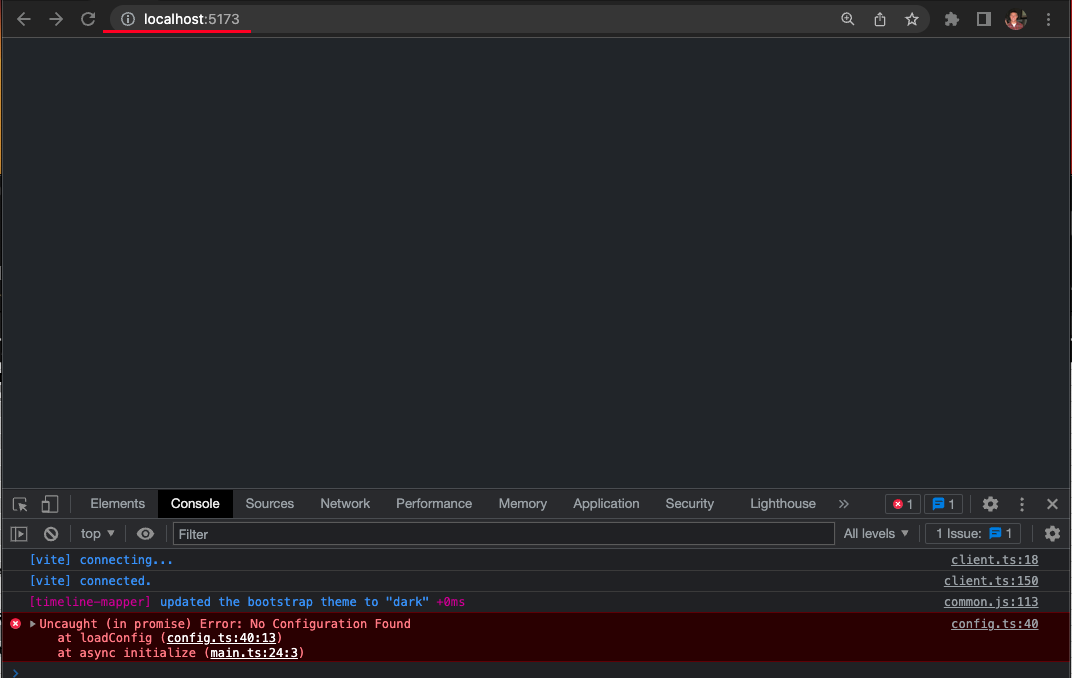 localhost:5173
Elements Console Sources Network Performance Memory Application Security Lighthouse 1 1
top Filter All levels 1 Issue: 1
[vite] connecting... client.ts:18
[vite] connected. client.ts:150
[timeline-mapper] updated the bootstrap theme to "dark" +0ms common.js:113
Uncaught (in promise) Error: No Configuration Found config.ts:40
at loadConfig (config.ts:40:13)
at async initialize (main.ts:24:3)